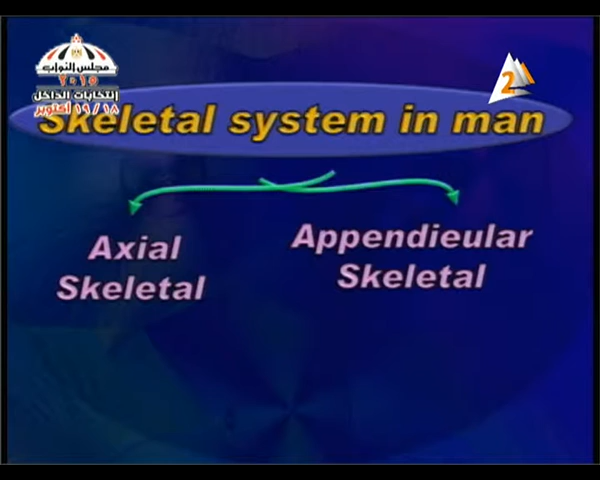 مجلس النواب
٢٠١٥
إنتخابات الداخل
١٨ / ١٩ أكتوبر
2
Skeletal system in man
Axial
Skeletal
Appendieular
Skeletal